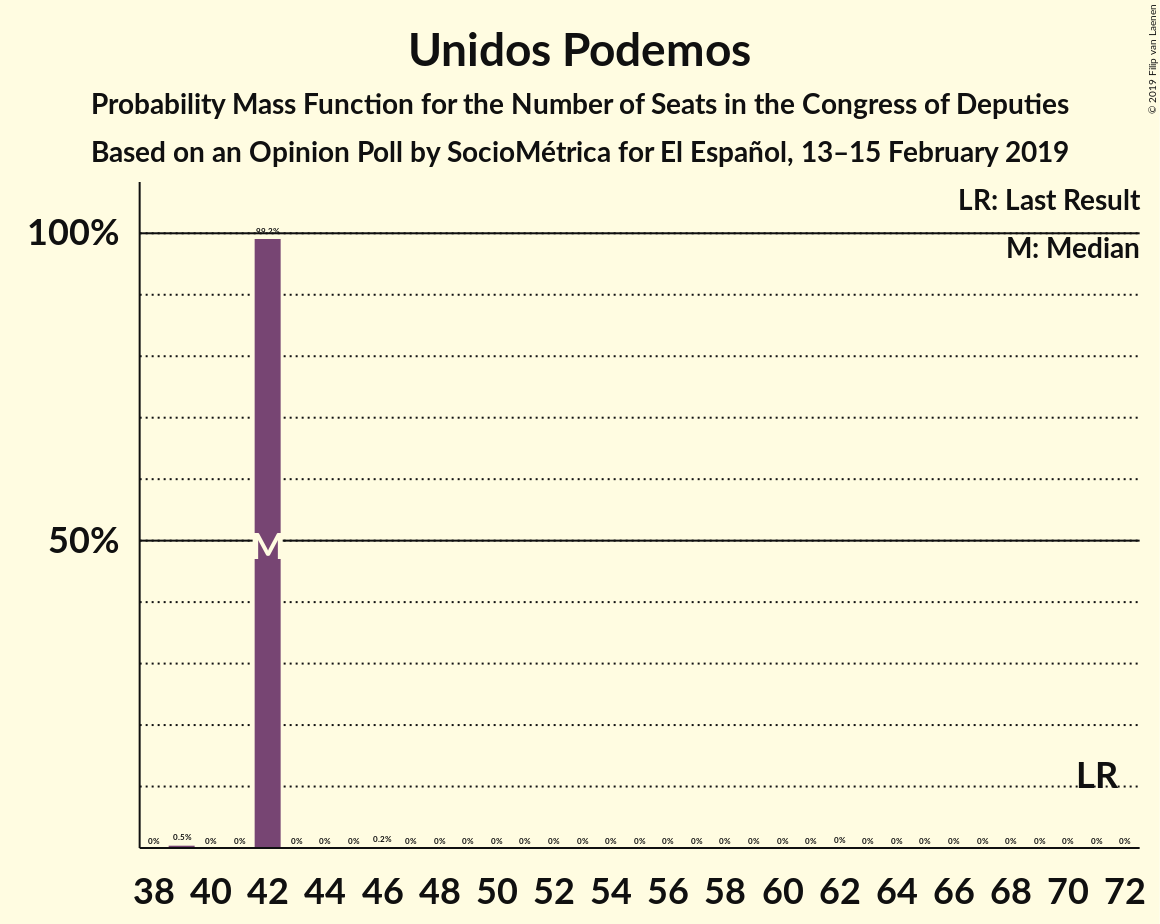 Unidos Podemos
Probability Mass Function for the Number of Seats in the Congress of Deputies
Based on an Opinion Poll by SocioMétrica for El Español, 13–15 February 2019
© 2019 Filip van Laenen
LR: Last Result
M: Median
100%
50%
99.2%
M
LR
0% 0.5% 0% 0% 0% 0% 0% 0.2% 0% 0% 0% 0% 0% 0% 0% 0% 0% 0% 0% 0% 0% 0% 0% 0% 0% 0% 0% 0% 0% 0% 0% 0% 0% 0%
38 40 42 44 46 48 50 52 54 56 58 60 62 64 66 68 70 72